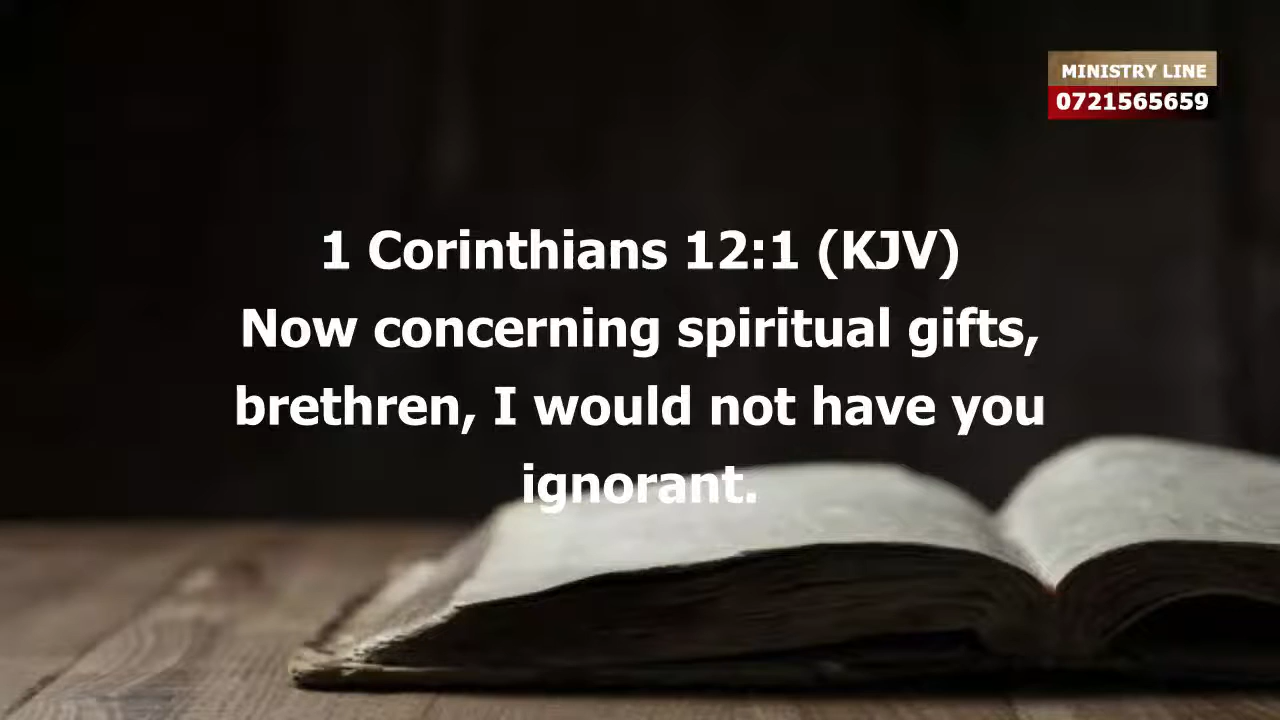 MINISTRY LINE
0721565659
1 Corinthians 12:1 (KJV)
Now concerning spiritual gifts,
brethren, I would not have you
ignorant.